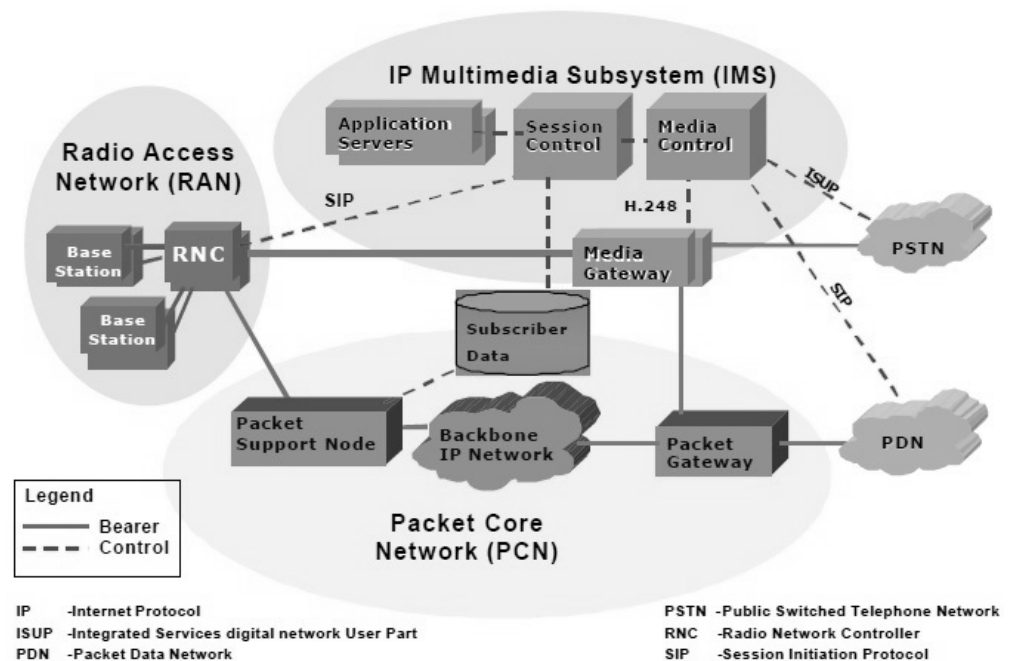 IP Multimedia Subsystem (IMS)
Application
Servers
Session
Control
Media
Control
Radio Access
Network (RAN)
SIP
H.248
ISUP
Base
Station
RNC
Media
Gateway
PSTN
Base
Station
SIP
Subscriber
Data
Packet
Support Node
Backbone
IP Network
Packet
Gateway
PDN
Legend
Bearer
Control
Packet Core
Network (PCN)
IP -Internet Protocol
ISUP -Integrated Services digital network User Part
PDN -Packet Data Network
PSTN -Public Switched Telephone Network
RNC -Radio Network Controller
SIP -Session Initiation Protocol